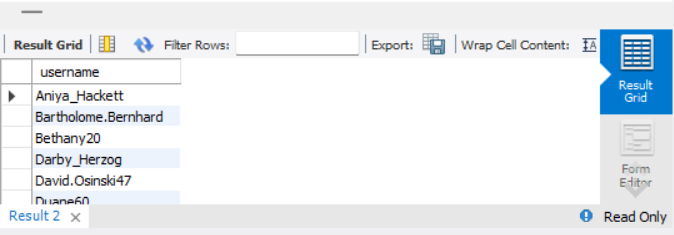 Result Grid Filter Rows: Export: Wrap Cell Content:
username
Aniya_Hackett
Bartholome.Bernhard
Bethany20
Darby_Herzog
David.Osinski47
Duane60
Result
Grid
Form
Editor
Result 2 × Read Only